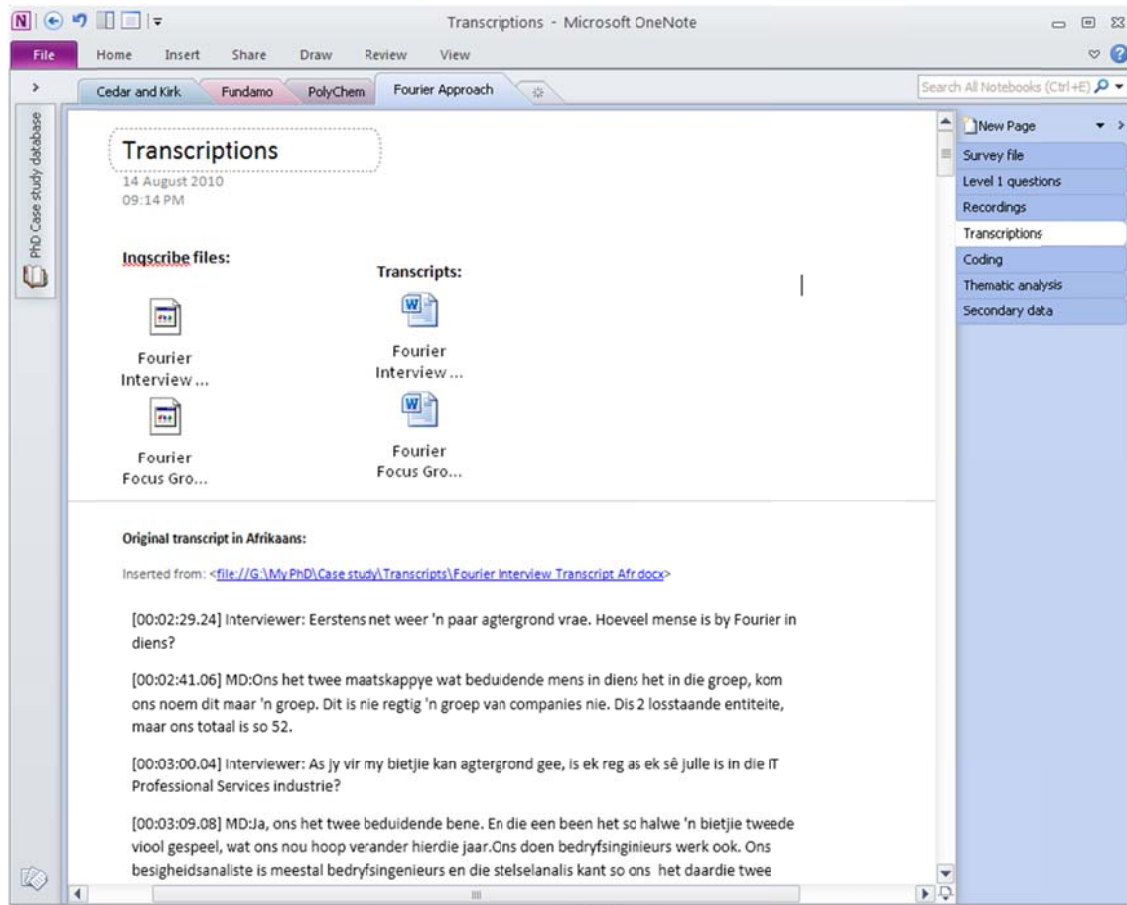 Transcriptions - Microsoft OneNote
File Home Insert Share Draw Review View
Cedar and Kirk Fundamo PolyChem Fourier Approach
Search All Notebooks (Ctrl+E)
PhD Case study database
Transcriptions
14 August 2010
09:14 PM
Inqscribe files:
Fourier
Interview ...
Fourier
Focus Gro...
Transcripts:
Fourier
Interview ...
Fourier
Focus Gro...
Original transcript in Afrikaans:
Inserted from: <file://G:\My PhD\Case study\Transcripts\Fourier Interview Transcript Afr.docx>
[00:02:29.24] Interviewer: Eerstens net weer 'n paar agtergrond vrae. Hoeveel mense is by Fourier in
diens?
[00:02:41.06] MD:Ons het twee maatskappye wat beduidende mens in diens het in die groep, kom
ons noem dit maar 'n groep. Dit is nie regtig 'n groep van companies nie. Dis 2 losstaande entiteite,
maar ons totaal is so 52.
[00:03:00.04] Interviewer: As jy vir my bietjie kan agtergrond gee, is ek reg as ek sê julle is in die IT
Professional Services industrie?
[00:03:09.08] MD:Ja, ons het twee beduidende bene. En die een been het so halwe 'n bietjie tweede
viool gespeel, wat ons nou hoop verander hierdie jaar.Ons doen bedryfsinginieurs werk ook. Ons
besigheidsanaliste is meestal bedryfsingenieurs en die stelselanalis kant so ons het daardie twee
New Page
Survey file
Level 1 questions
Recordings
Transcriptions
Coding
Thematic analysis
Secondary data